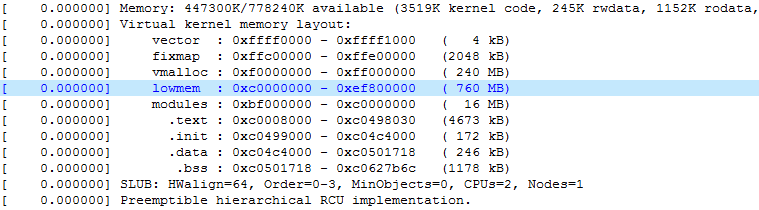 [    0.000000] Memory: 447300K/778240K available (3519K kernel code, 245K rwdata, 1152K rodata,
[    0.000000] Virtual kernel memory layout:
[    0.000000]     vector  : 0xffff0000 - 0xffff1000   (   4 kB)
[    0.000000]     fixmap  : 0xffc00000 - 0xffe00000   (2048 kB)
[    0.000000]     vmalloc : 0xf0000000 - 0xff000000   ( 240 MB)
[    0.000000]     lowmem  : 0xc0000000 - 0xef800000   ( 760 MB)
[    0.000000]     modules : 0xbf000000 - 0xc0000000   (  16 MB)
[    0.000000]       .text : 0xc0008000 - 0xc0498030   (4673 kB)
[    0.000000]       .init : 0xc0499000 - 0xc04c4000   ( 172 kB)
[    0.000000]       .data : 0xc04c4000 - 0xc0501718   ( 246 kB)
[    0.000000]        .bss : 0xc0501718 - 0xc0627b6c   (1178 kB)
[    0.000000] SLUB: HWalign=64, Order=0-3, MinObjects=0, CPUs=2, Nodes=1
[    0.000000] Preemptible hierarchical RCU implementation.